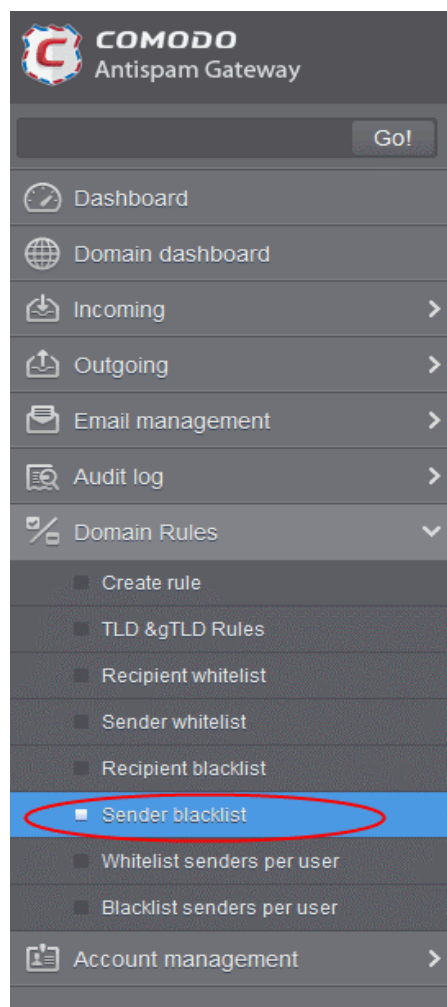 COMODO
Antispam Gateway
Go!
Dashboard
Domain dashboard
Incoming
Outgoing
Email management
Audit log
Domain Rules
Create rule
TLD &gTLD Rules
Recipient whitelist
Sender whitelist
Recipient blacklist
Sender blacklist
Whitelist senders per user
Blacklist senders per user
Account management